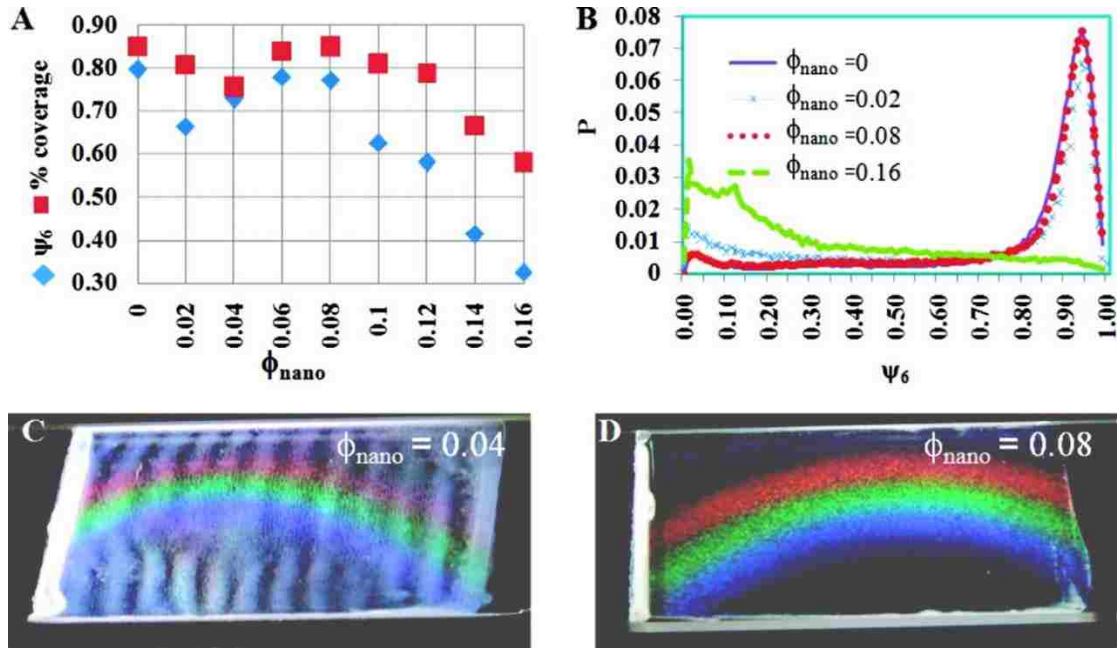 A
0.90
0.80
0.70
0.60
0.50
0.40
0.30
ψ6 % coverage
0 0.02 0.04 0.06 0.08 0.1 0.12 0.14 0.16
ϕnano
B
0.08
0.07
0.06
0.05
0.04
0.03
0.02
0.01
0
P
ϕnano =0
ϕnano =0.02
ϕnano =0.08
ϕnano =0.16
0.00 0.10 0.20 0.30 0.40 0.50 0.60 0.70 0.80 0.90 1.00
ψ6
C
ϕnano = 0.04
D
ϕnano = 0.08